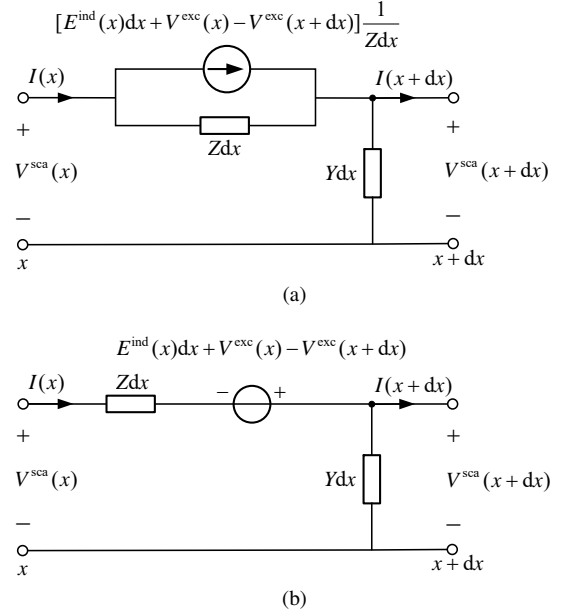 [E^ind(x)dx + V^exc(x) − V^exc(x + dx)] 1/Zdx
I(x) I(x + dx)
+ Zdx +
V^sca(x) Ydx V^sca(x + dx)
− −
x x + dx
(a)
E^ind(x)dx + V^exc(x) − V^exc(x + dx)
I(x) Zdx − + I(x + dx)
+ +
V^sca(x) Ydx V^sca(x + dx)
− −
x x + dx
(b)